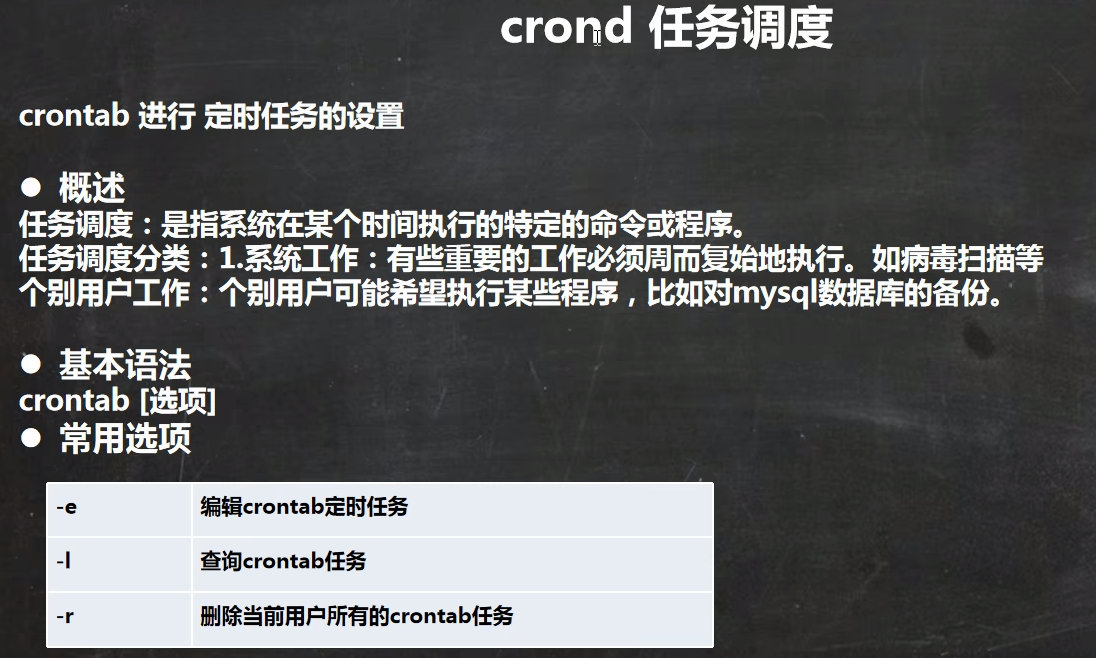 crond 任务调度
crontab 进行 定时任务的设置
● 概述
任务调度：是指系统在某个时间执行的特定的命令或程序。
任务调度分类：1.系统工作：有些重要的工作必须周而复始地执行。如病毒扫描等
个别用户工作：个别用户可能希望执行某些程序，比如对mysql数据库的备份。
● 基本语法
crontab [选项]
● 常用选项
-e 编辑crontab定时任务
-l 查询crontab任务
-r 删除当前用户所有的crontab任务